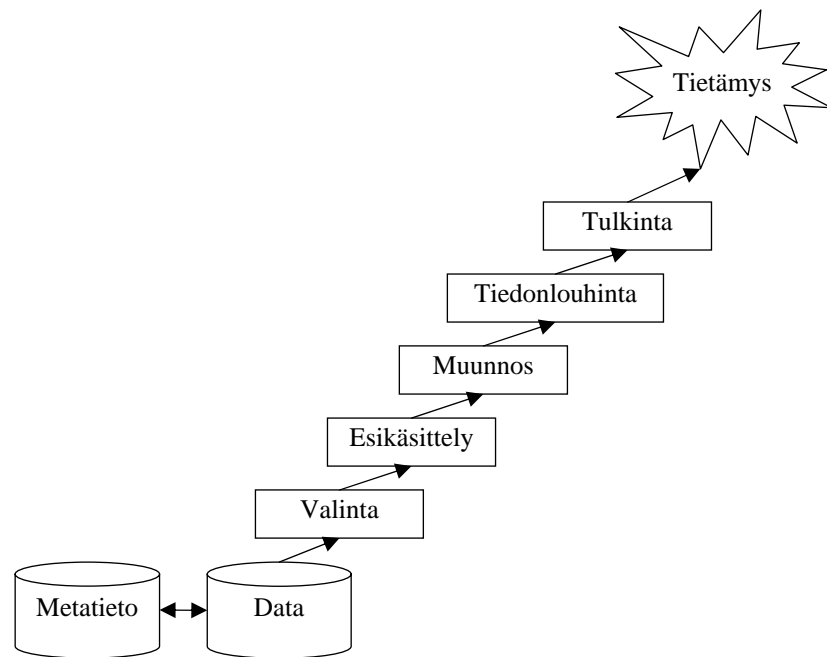 Tietämys
Tulkinta
Tiedonlouhinta
Muunnos
Esikäsittely
Valinta
Metatieto
Data